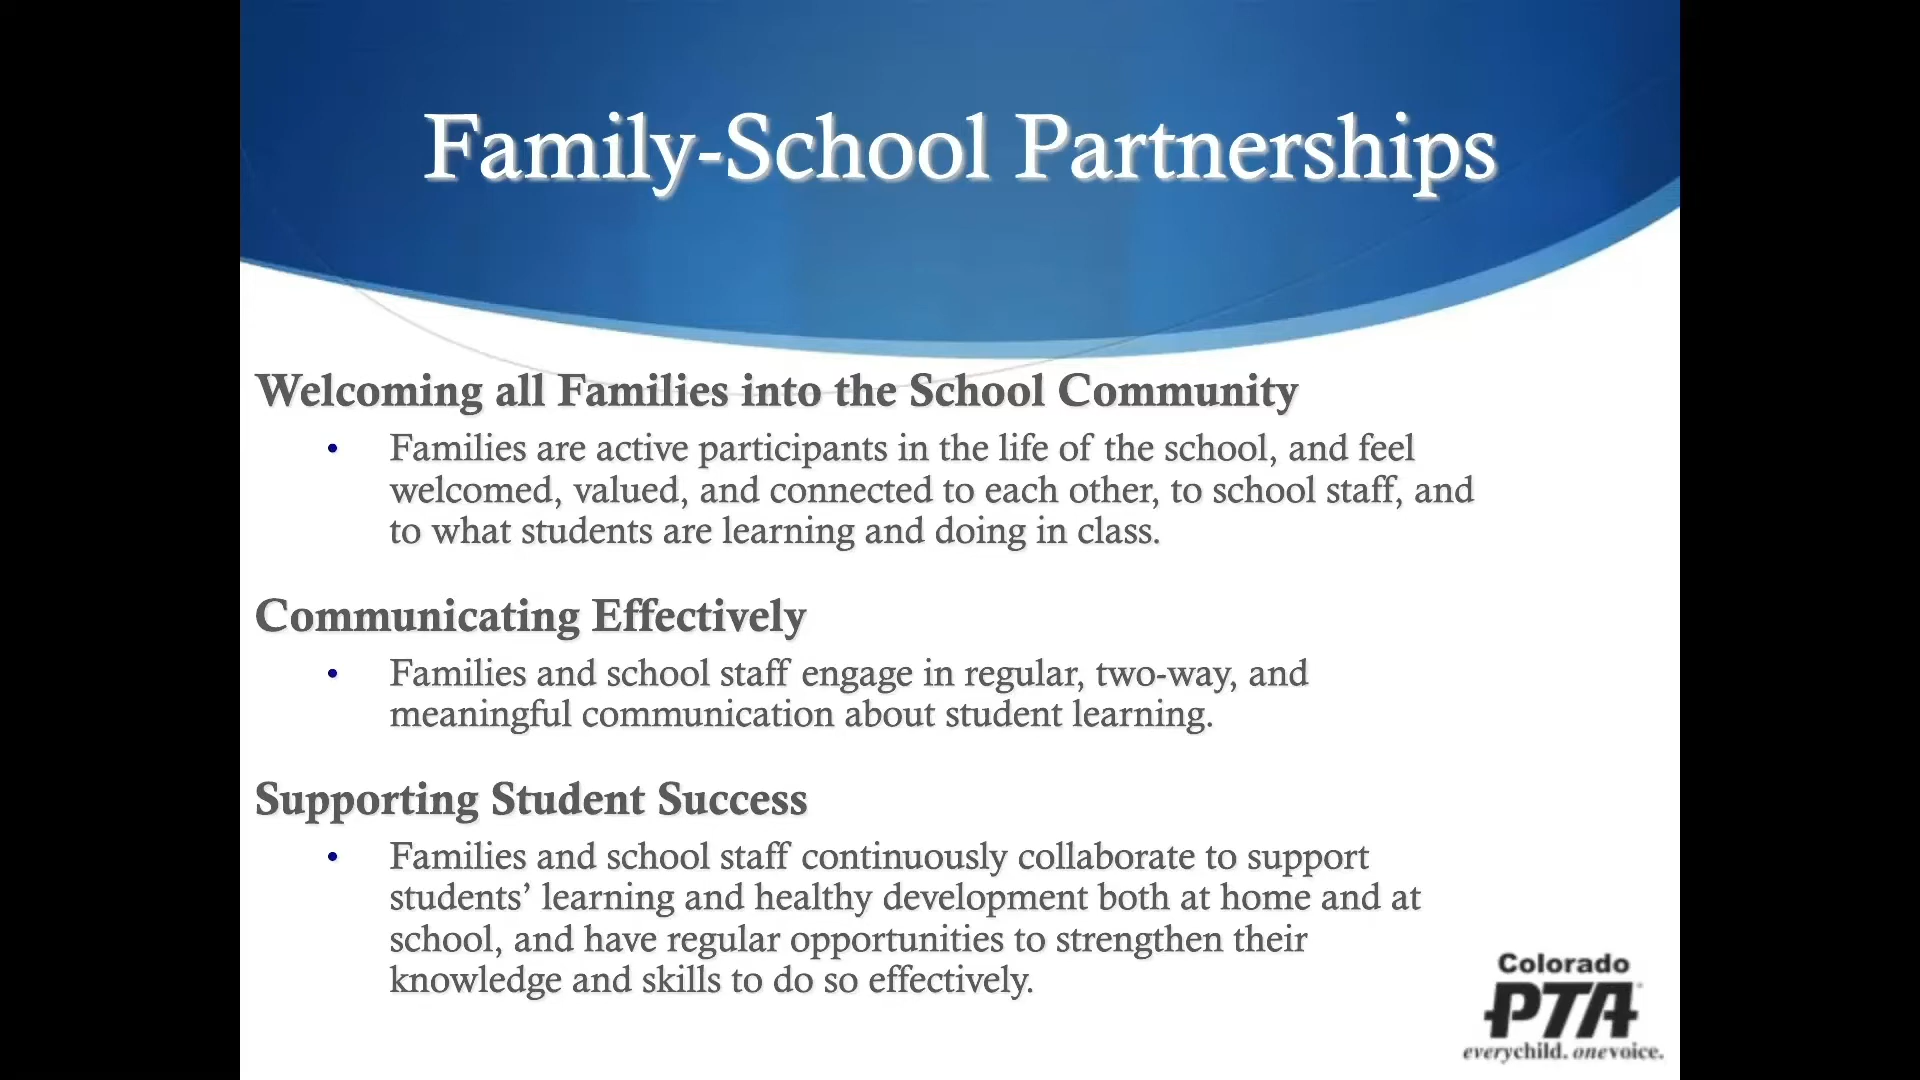 Family-School Partnerships
Welcoming all Families into the School Community
• Families are active participants in the life of the school, and feel
welcomed, valued, and connected to each other, to school staff, and
to what students are learning and doing in class.
Communicating Effectively
• Families and school staff engage in regular, two-way, and
meaningful communication about student learning.
Supporting Student Success
• Families and school staff continuously collaborate to support
students’ learning and healthy development both at home and at
school, and have regular opportunities to strengthen their
knowledge and skills to do so effectively.
Colorado
PTA
everychild. onevoice.